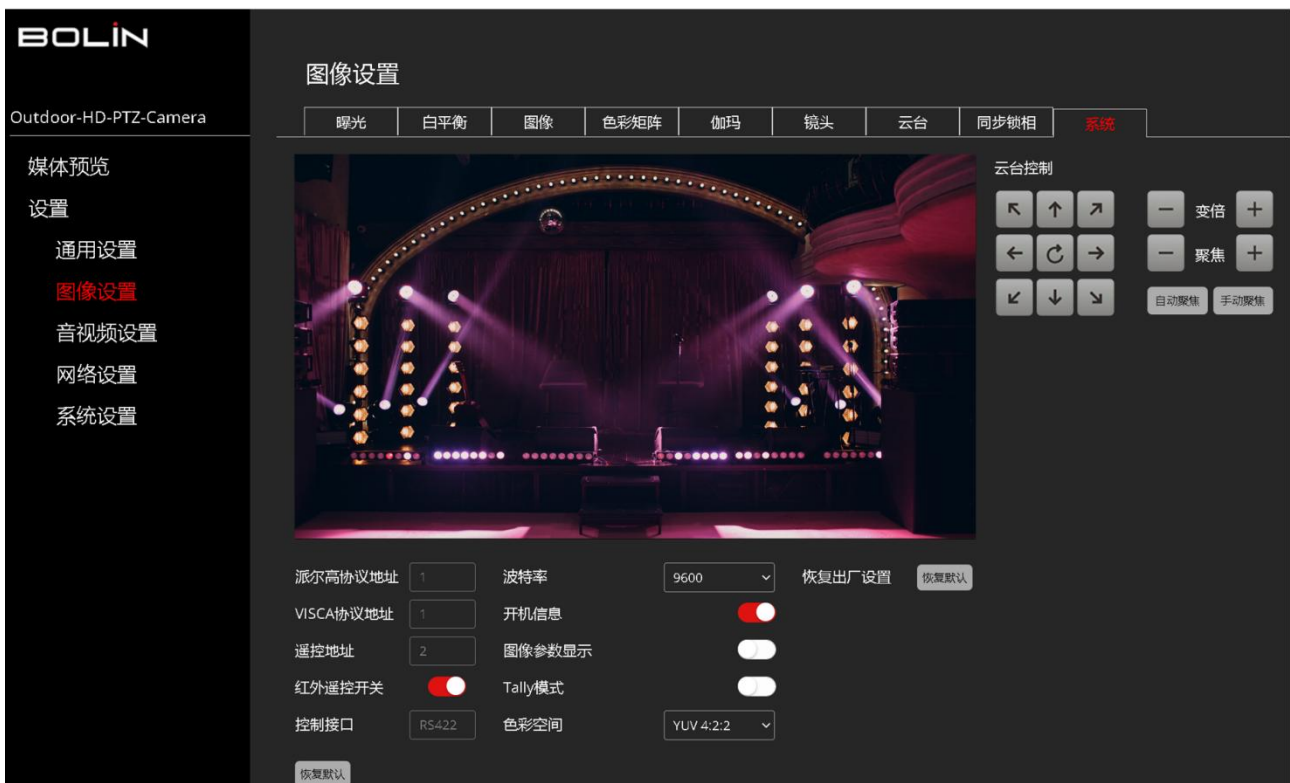 BOLIN
图像设置
Outdoor-HD-PTZ-Camera
曝光 白平衡 图像 色彩矩阵 伽玛 镜头 云台 同步锁相 系统
媒体预览
设置
通用设置
图像设置
音视频设置
网络设置
系统设置
云台控制
变倍
聚焦
自动聚焦 手动聚焦
派尔高协议地址 1 波特率 9600 恢复出厂设置 恢复默认
VISCA协议地址 1 开机信息
遥控地址 2 图像参数显示
红外遥控开关 Tally模式
控制接口 RS422 色彩空间 YUV 4:2:2
恢复默认